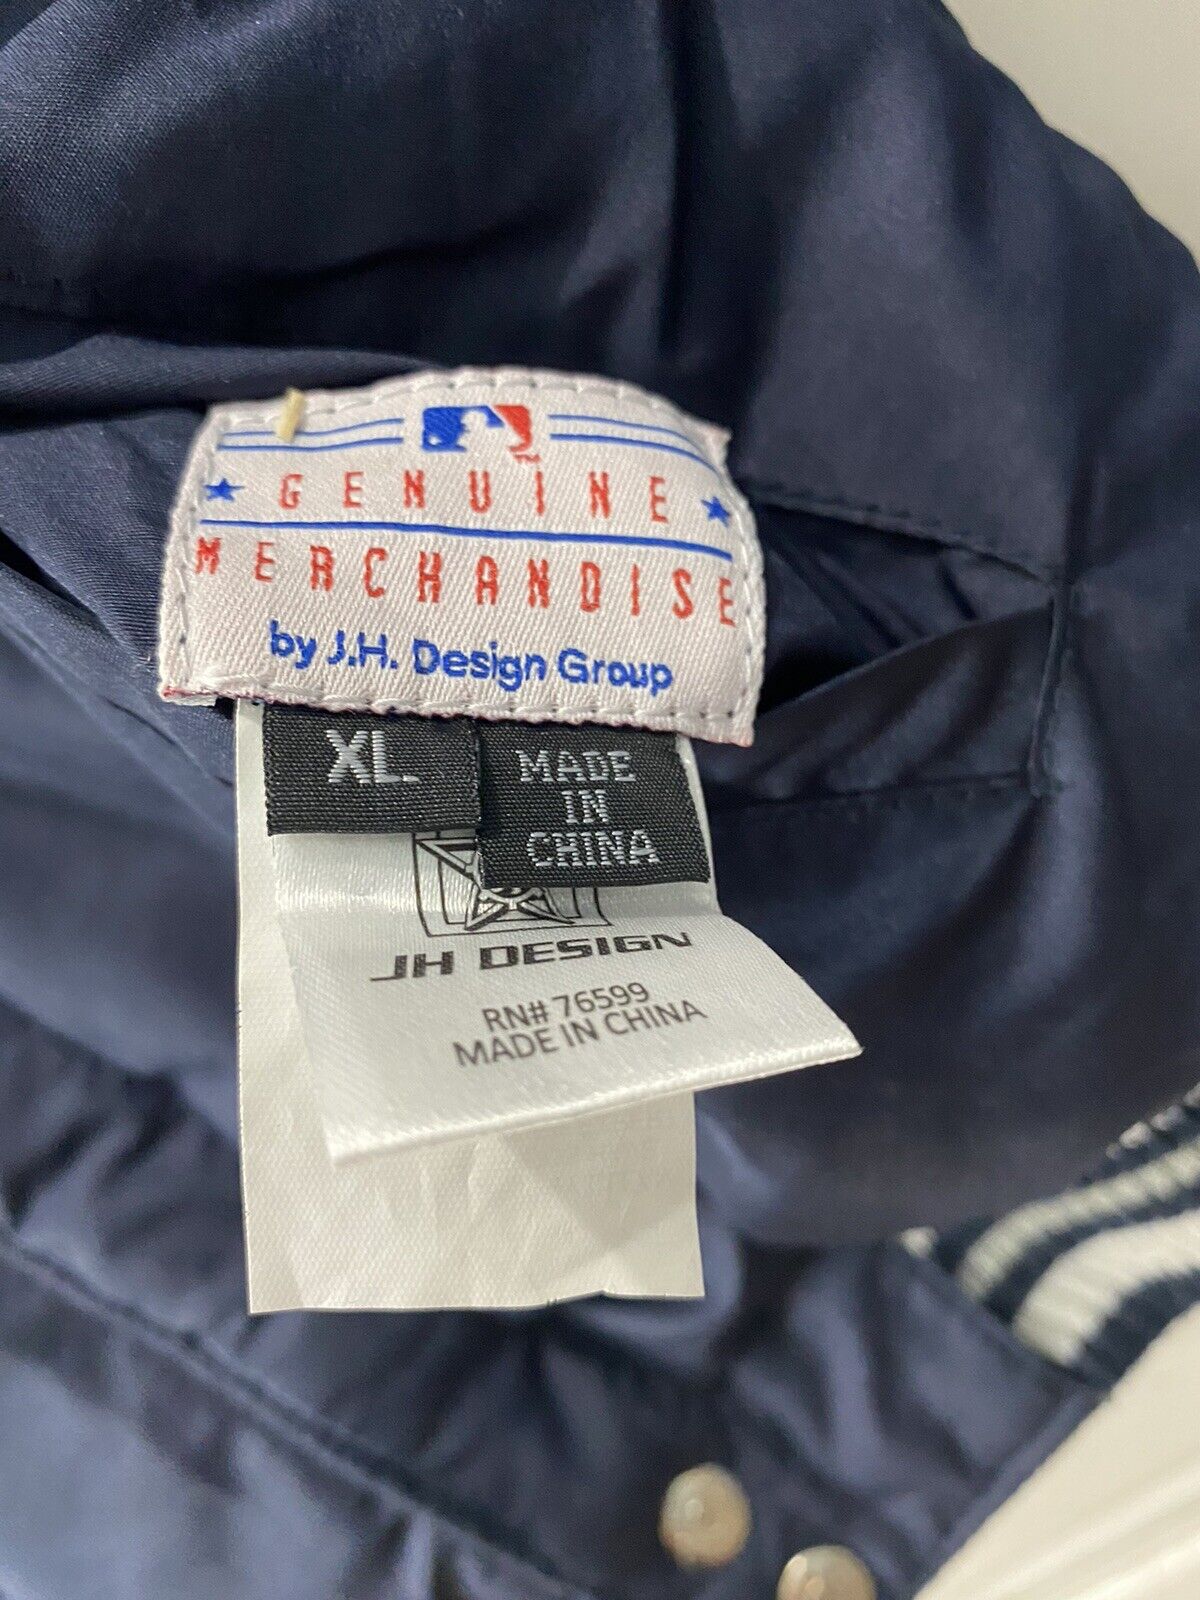 GENUINE
MERCHANDISE
by J.H. Design Group
XL.
MADE
IN
CHINA
JH DESIGN
RN# 76599
MADE IN CHINA